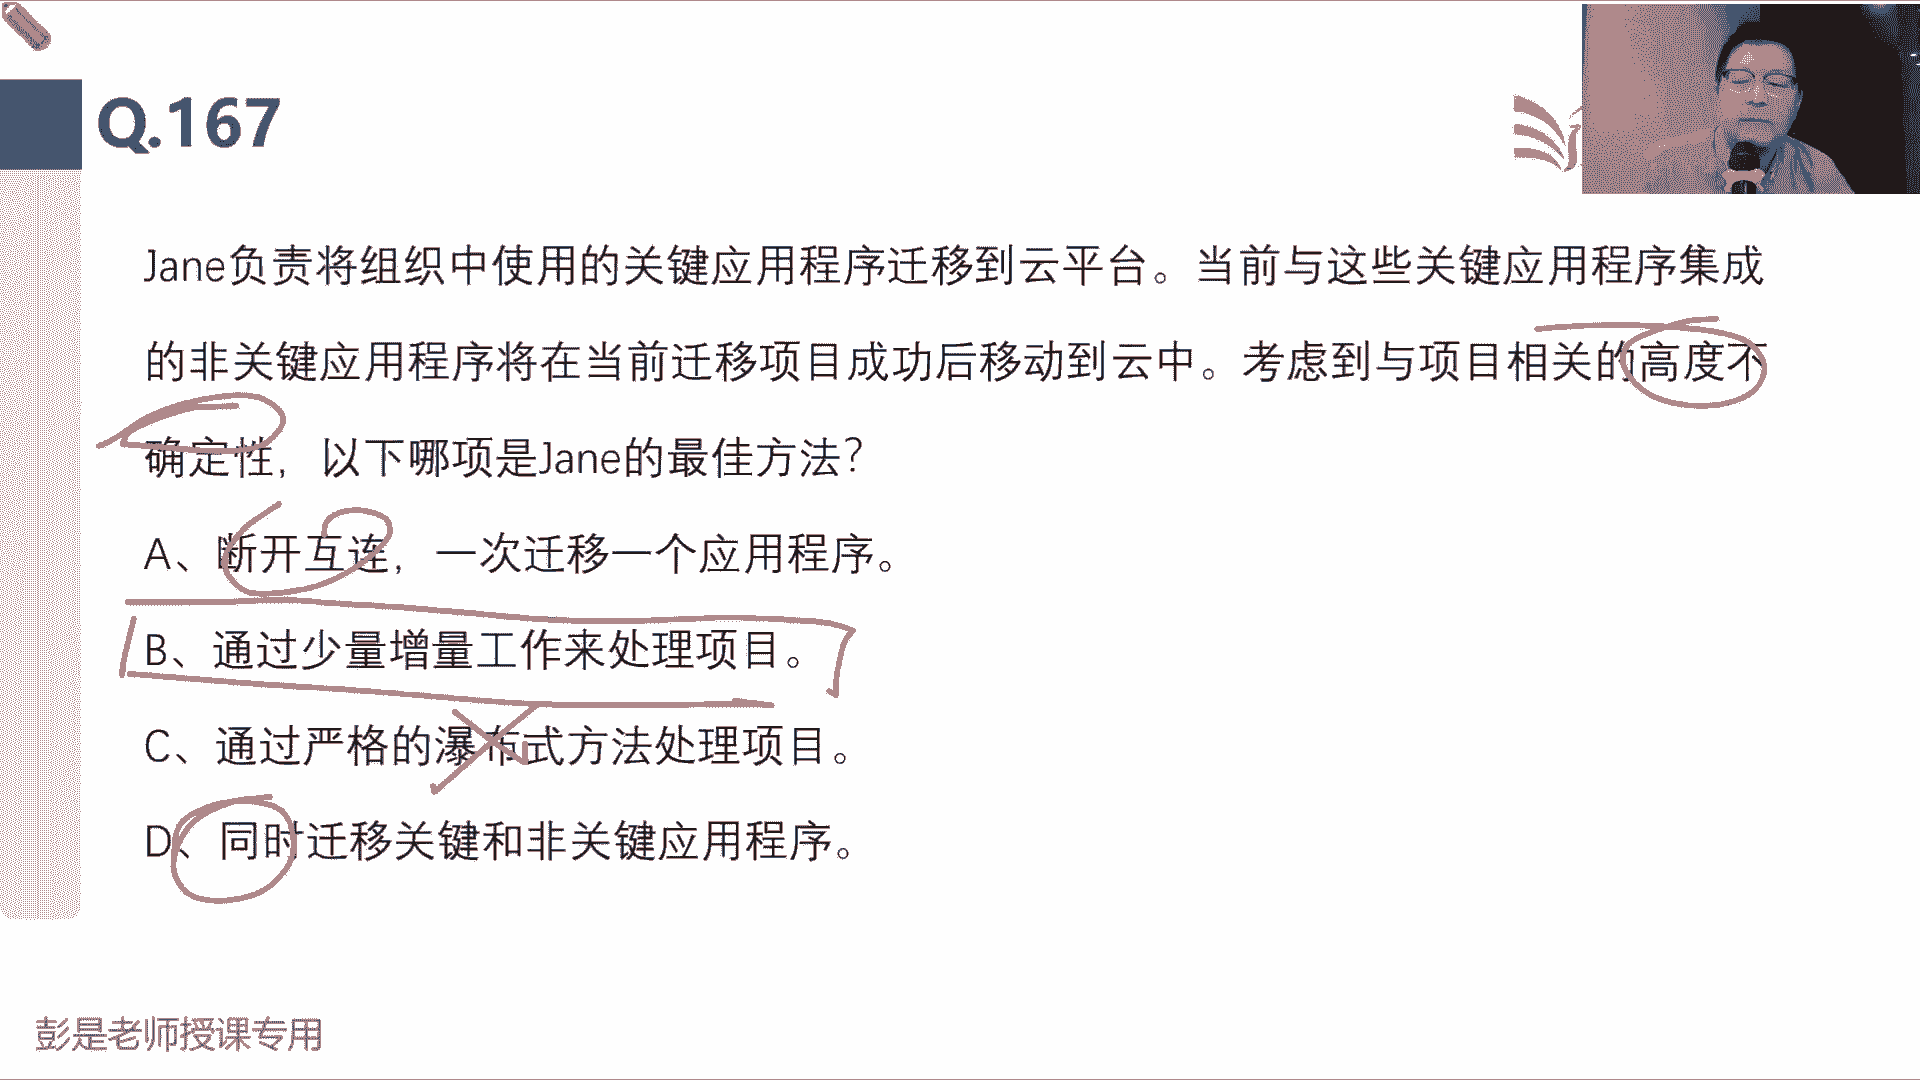 Q.167
Jane负责将组织中使用的关键应用程序迁移到云平台。当前与这些关键应用程序集成
的非关键应用程序将在当前迁移项目成功后移动到云中。考虑到与项目相关的高度不
确定性，以下哪项是Jane的最佳方法？
A、断开互连，一次迁移一个应用程序。
B、通过少量增量工作来处理项目。
C、通过严格的瀑布式方法处理项目。
D、同时迁移关键和非关键应用程序。
彭是老师授课专用